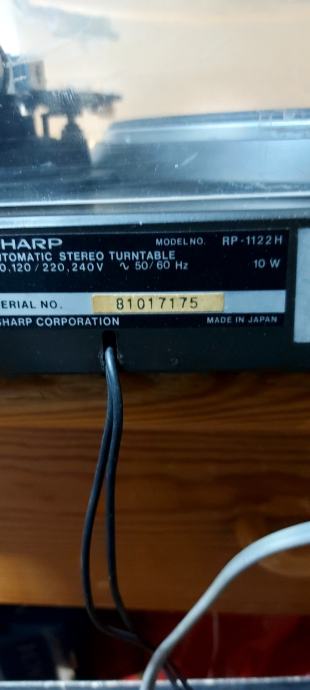 HARP MODEL NO. RP-1122H
UTOMATIC STEREO TURNTABLE
0,120/220,240V ∿ 50/60 Hz 10 W
ERIAL NO. 81017175
SHARP CORPORATION MADE IN JAPAN